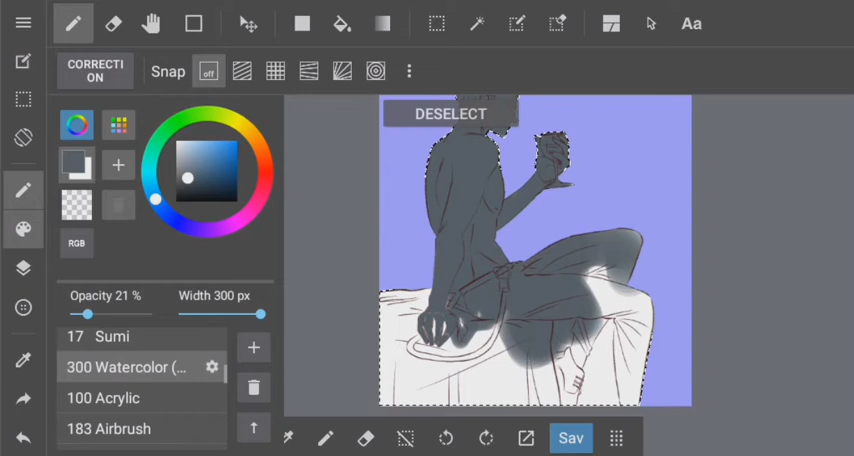 Aa
CORRECTI
ON
Snap
off
DESELECT
RGB
Opacity 21 %
Width 300 px
17 Sumi
300 Watercolor (...
100 Acrylic
183 Airbrush
Sav